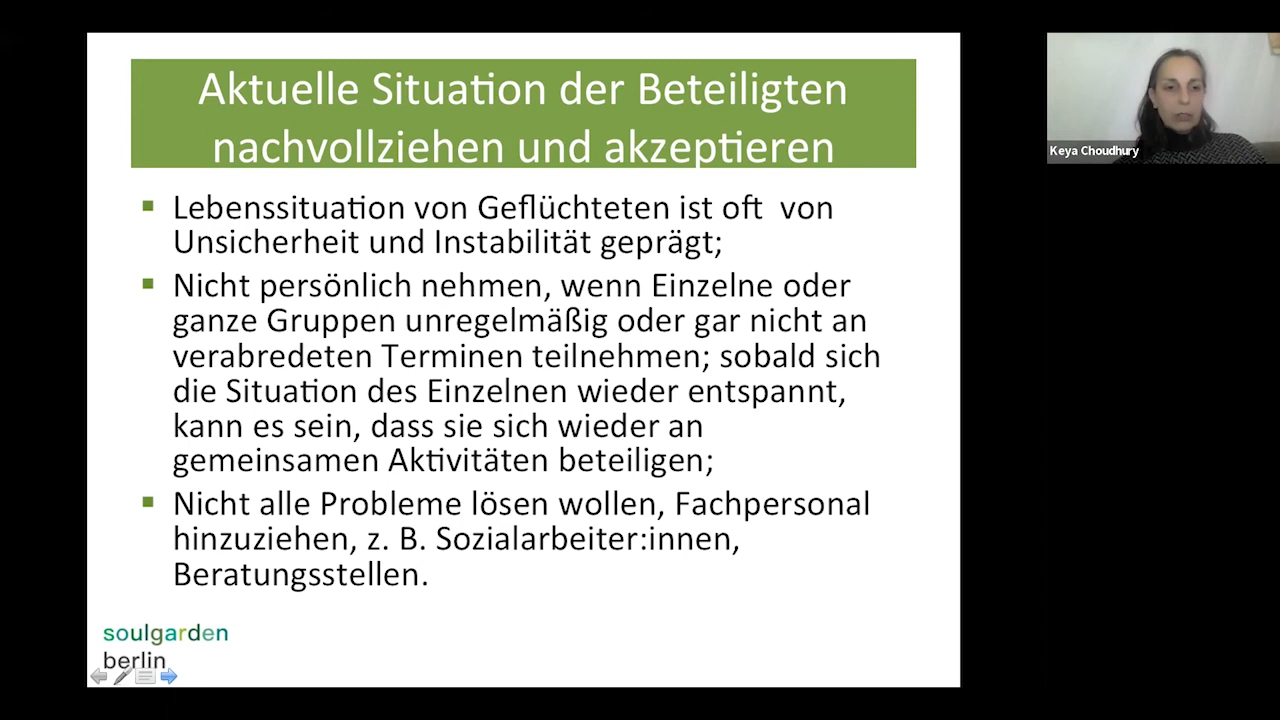 Aktuelle Situation der Beteiligten
nachvollziehen und akzeptieren
Lebenssituation von Geflüchteten ist oft von
Unsicherheit und Instabilität geprägt;
Nicht persönlich nehmen, wenn Einzelne oder
ganze Gruppen unregelmäßig oder gar nicht an
verabredeten Terminen teilnehmen; sobald sich
die Situation des Einzelnen wieder entspannt,
kann es sein, dass sie sich wieder an
gemeinsamen Aktivitäten beteiligen;
Nicht alle Probleme lösen wollen, Fachpersonal
hinzuziehen, z. B. Sozialarbeiter:innen,
Beratungsstellen.
soulgarden
berlin
Keya Choudhury